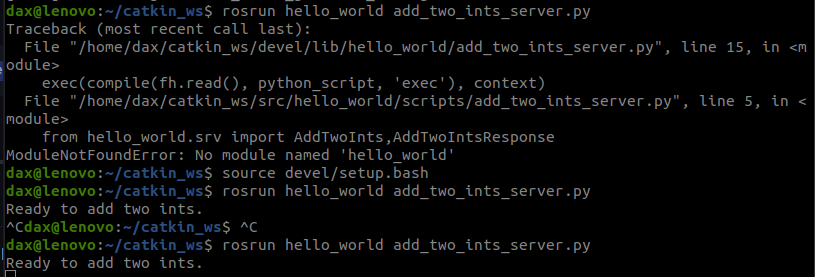 dax@lenovo:~/catkin_ws$ rosrun hello_world add_two_ints_server.py
Traceback (most recent call last):
  File "/home/dax/catkin_ws/devel/lib/hello_world/add_two_ints_server.py", line 15, in <m
odule>
    exec(compile(fh.read(), python_script, 'exec'), context)
  File "/home/dax/catkin_ws/src/hello_world/scripts/add_two_ints_server.py", line 5, in <
module>
    from hello_world.srv import AddTwoInts,AddTwoIntsResponse
ModuleNotFoundError: No module named 'hello_world'
dax@lenovo:~/catkin_ws$ source devel/setup.bash
dax@lenovo:~/catkin_ws$ rosrun hello_world add_two_ints_server.py
Ready to add two ints.
^Cdax@lenovo:~/catkin_ws$ ^C
dax@lenovo:~/catkin_ws$ rosrun hello_world add_two_ints_server.py
Ready to add two ints.